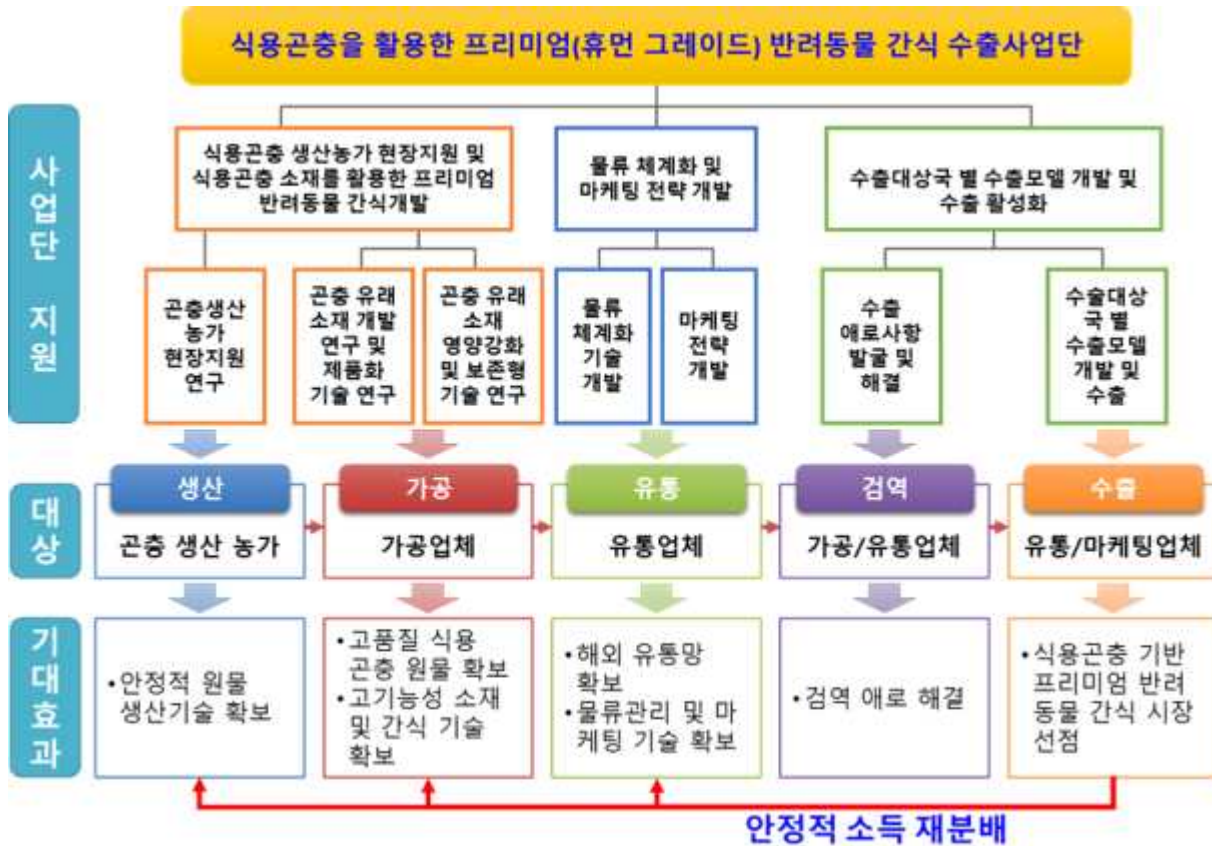 식용곤충을 활용한 프리미엄(휴먼 그레이드) 반려동물 간식 수출사업단
사업단 지원
식용곤충 생산농가 현장지원 및
식용곤충 소재를 활용한 프리미엄
반려동물 간식개발
물류 체계화 및
마케팅 전략 개발
수출대상국 별 수출모델 개발 및
수출 활성화
곤충생산
농가
현장지원
연구
곤충 유래
소재 개발
연구 및
제품화
기술 연구
곤충 유래
소재
영양강화
및 보존형
기술 연구
물류
체계화
기술
개발
마케팅
전략
개발
수출
애로사항
발굴 및
해결
수술대상
국 별
수출모델
개발 및
수출
대상
생산
곤충 생산 농가
가공
가공업체
유통
유통업체
검역
가공/유통업체
수출
유통/마케팅업체
기대효과
•안정적 원물
생산기술 확보
•고품질 식용
곤충 원물 확보
•고기능성 소재
및 간식 기술
확보
•해외 유통망
확보
•물류관리 및 마
케팅 기술 확보
•검역 애로 해결
•식용곤충 기반
프리미엄 반려
동물 간식 시장
선점
안정적 소득 재분배